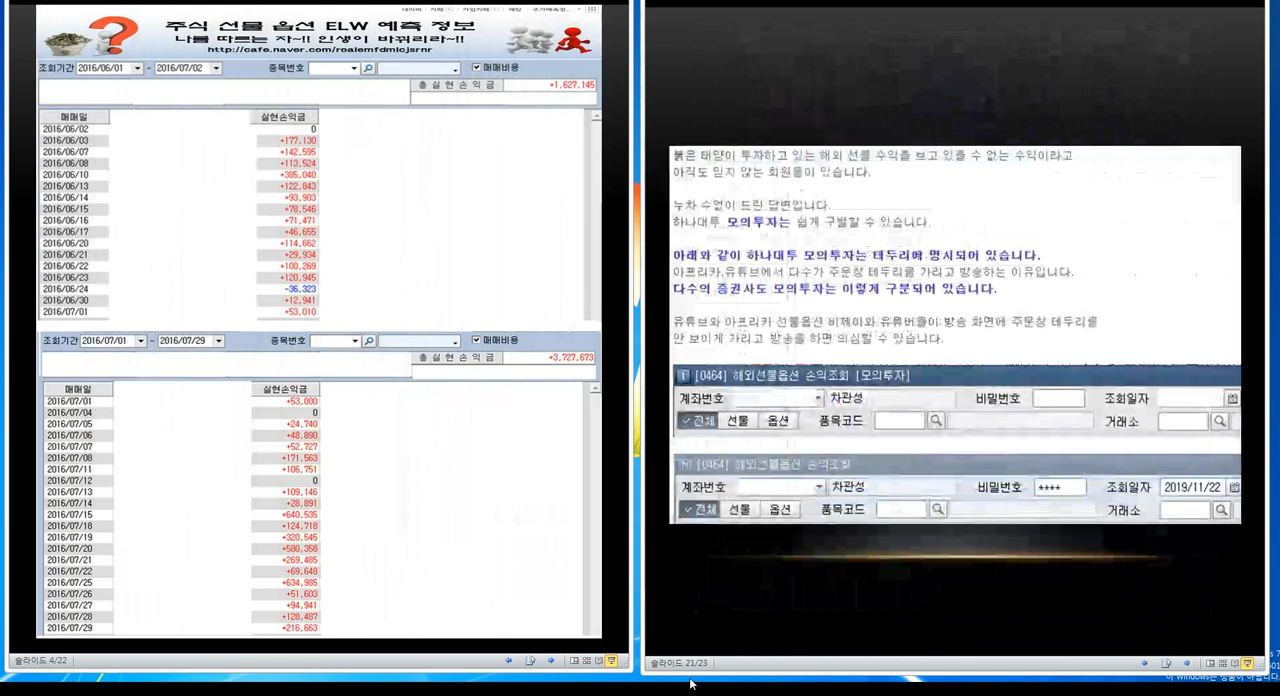 주식 선물 옵션 ELW 예측 정보
나를 따르는 자~!! 인생이 바뀌리라~!!
http://cafe.naver.com/roalemfdmlcjsrnr
조회기간 2016/06/01 - 2016/07/02 종목번호 매매비용
총 실 현 손 익 금 +1,627,145
매매일 실현손익금
2016/06/02 0
2016/06/03 +177,130
2016/06/07 +142,595
2016/06/08 +113,524
2016/06/10 +385,040
2016/06/13 +122,843
2016/06/14 +93,903
2016/06/15 +78,546
2016/06/16 +71,471
2016/06/17 +46,655
2016/06/20 +114,662
2016/06/21 +29,934
2016/06/22 +100,269
2016/06/23 +120,945
2016/06/24 -36,323
2016/06/30 +12,941
2016/07/01 +53,010
조회기간 2016/07/01 - 2016/07/29 종목번호 매매비용
총 실 현 손 익 금 +3,727,673
매매일 실현손익금
2016/07/01 +53,000
2016/07/04 0
2016/07/05 +24,740
2016/07/06 +48,890
2016/07/07 +52,727
2016/07/08 +171,563
2016/07/11 +106,751
2016/07/12 0
2016/07/13 +109,146
2016/07/14 +28,891
2016/07/15 +640,535
2016/07/18 +124,718
2016/07/19 +320,545
2016/07/20 +580,358
2016/07/21 +269,485
2016/07/22 +69,648
2016/07/25 +634,985
2016/07/26 +51,603
2016/07/27 +94,941
2016/07/28 +128,487
2016/07/29 +216,663
슬라이드 4/22
붉은 태양이 투자하고 있는 해외 선물 수익을 보고 있을 수 없는 수익이라고
아직도 믿지 않는 회원들이 있습니다.
누차 수없이 드린 답변입니다.
하나대투 모의투자는 쉽게 구별할 수 있습니다.
아래와 같이 하나대투 모의투자는 테두리에 명시되어 있습니다.
아프리카,유튜브에서 다수가 주문창 테두리를 가리고 방송하는 이유입니다.
다수의 증권사도 모의투자는 이렇게 구분되어 있습니다.
유튜브와 아프리카 선물옵션 비제이와 유튜버들이 방송 화면에 주문창 테두리를
안 보이게 가리고 방송을 하면 의심할 수 있습니다.
[0464] 해외선물옵션 손익조회 [모의투자]
계좌번호 차관성 비밀번호 조회일자
전체 선물 옵션 품목코드 거래소
[0464] 해외선물옵션 손익조회
계좌번호 차관성 비밀번호 **** 조회일자 2019/11/22
전체 선물 옵션 품목코드 거래소
슬라이드 21/23